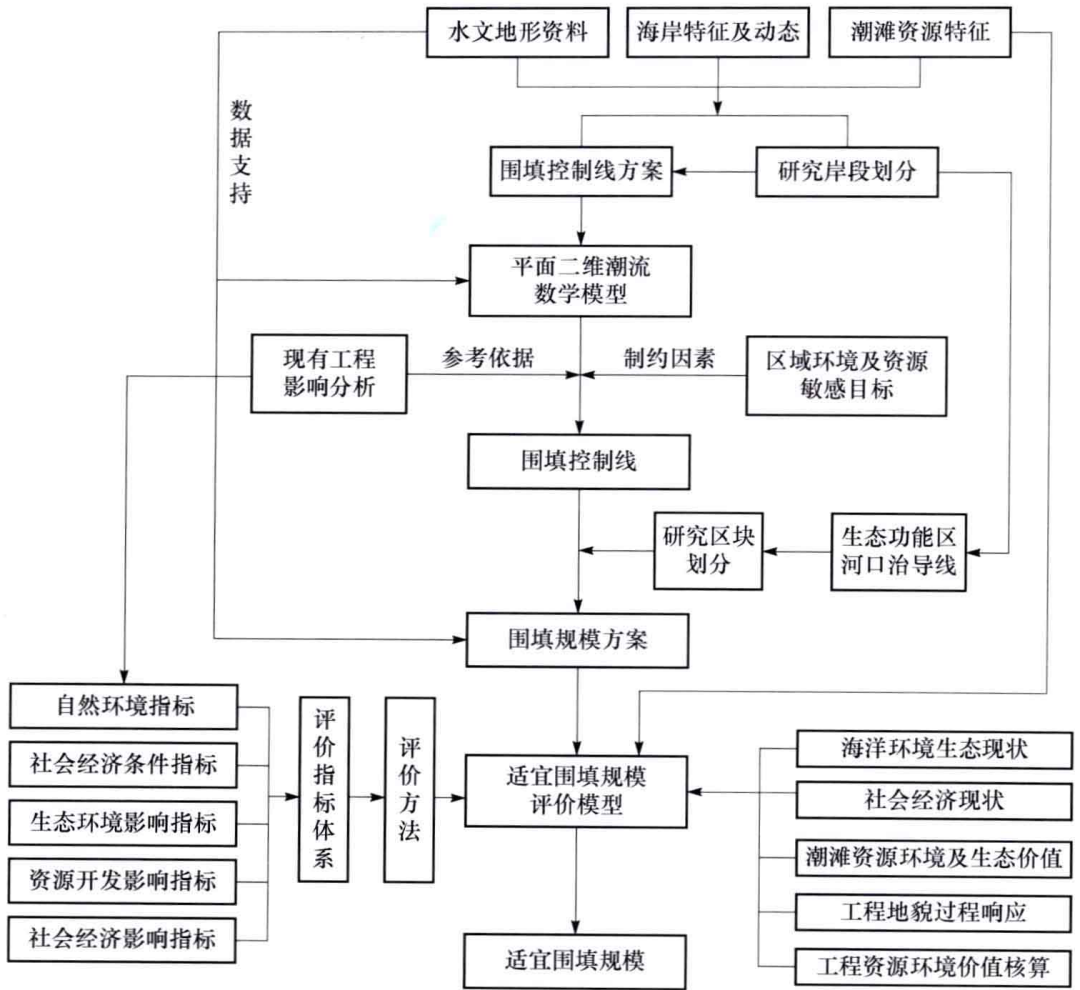 水文地形资料
海岸特征及动态
潮滩资源特征
数
据
支
持
围填控制线方案
研究岸段划分
平面二维潮流
数学模型
现有工程
影响分析
参考依据
制约因素
区域环境及资源
敏感目标
围填控制线
研究区块
划分
生态功能区
河口治导线
围填规模方案
自然环境指标
社会经济条件指标
生态环境影响指标
资源开发影响指标
社会经济影响指标
评
价
指
标
体
系
评
价
方
法
适宜围填规模
评价模型
海洋环境生态现状
社会经济现状
潮滩资源环境及生态价值
工程地貌过程响应
工程资源环境价值核算
适宜围填规模